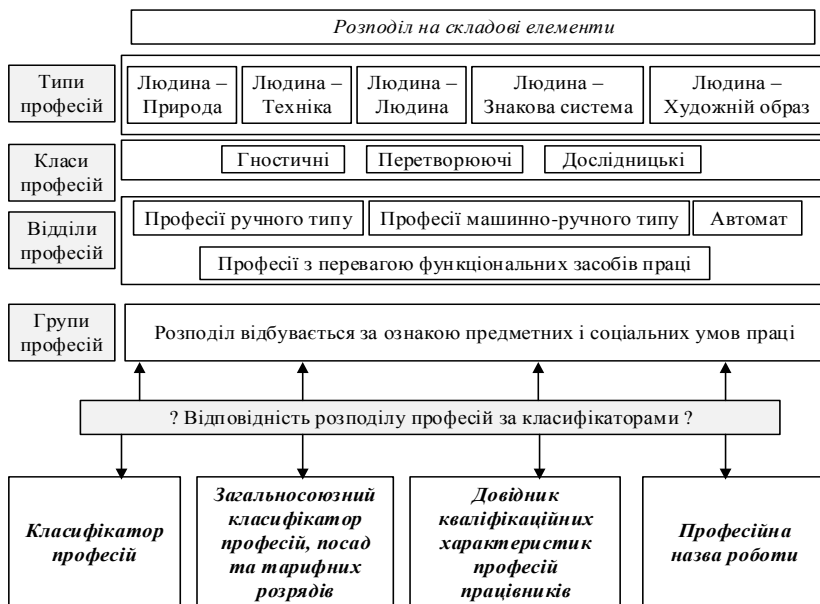 Розподіл на складові елементи
Типи
професій
Людина –
Природа
Людина –
Техніка
Людина –
Людина
Людина –
Знакова система
Людина –
Художній образ
Класи
професій
Гностичні
Перетворюючі
Дослідницькі
Відділи
професій
Професії ручного типу
Професії машинно-ручного типу
Автомат
Професії з перевагою функціональних засобів праці
Групи
професій
Розподіл відбувається за ознакою предметних і соціальних умов праці
? Відповідність розподілу професій за класифікаторами ?
Класифікатор
професій
Загальносоюзний
класифікатор
професій, посад
та тарифних
розрядів
Довідник
кваліфікаційних
характеристик
професій
працівників
Професійна
назва роботи